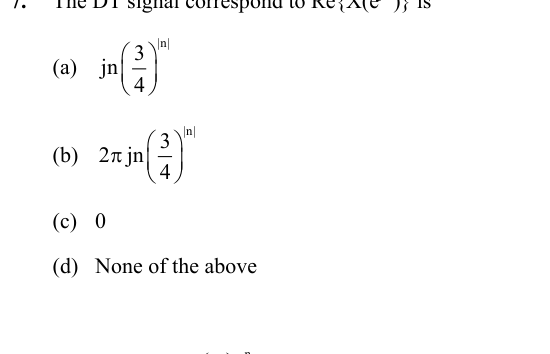 7. The DT signal correspond to Re{X(e )} is
(a) jn(3/4)^|n|
(b) 2π jn(3/4)^|n|
(c) 0
(d) None of the above